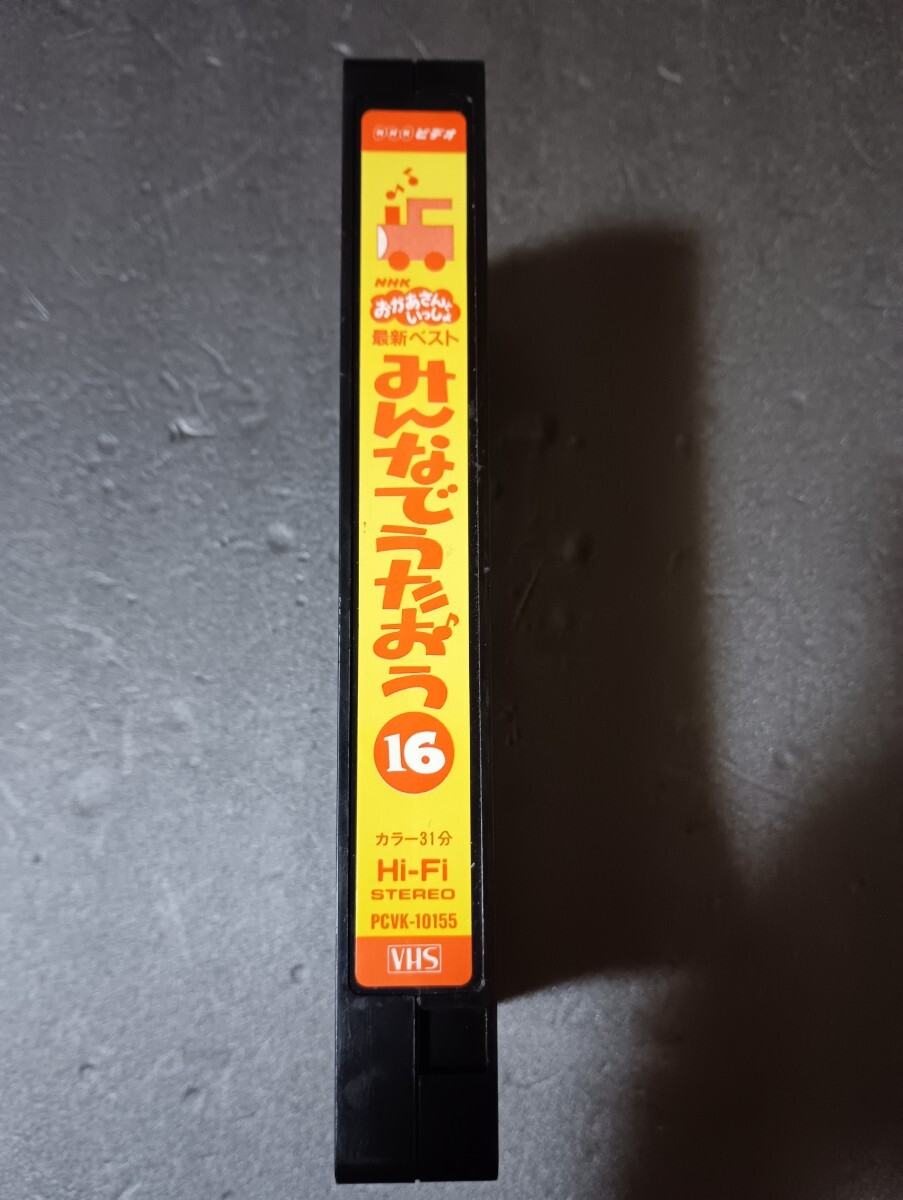 NHKビデオ
NHK
おかあさんと
いっしょ
最新ベスト
みんなでうたおう
16
カラー31分
Hi-Fi
STEREO
PCVK-10155
VHS